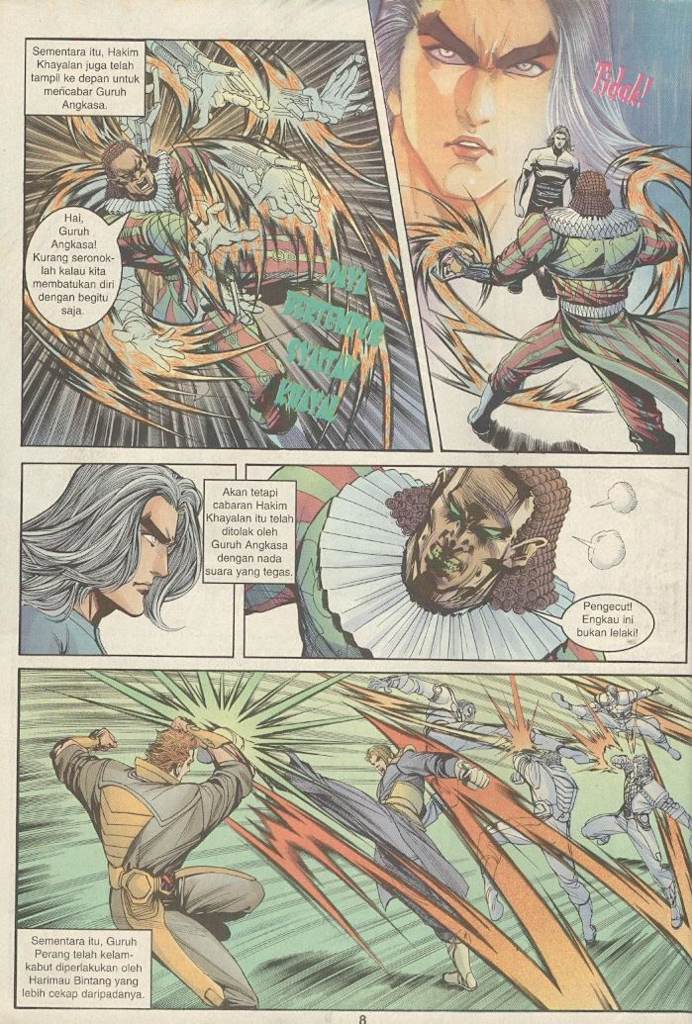 Sementara itu, Hakim
Khayalan juga telah
tampil ke depan untuk
mencabar Guruh
Angkasa.
Hai,
Guruh
Angkasa!
Kurang seronok-
lah kalau kita
membatukan diri
dengan begitu
saja.
DAYA
BERTEMPUR
SYAITAN
KHAYAL
Tidak!
Akan tetapi
cabaran Hakim
Khayalan itu telah
ditolak oleh
Guruh Angkasa
dengan nada
suara yang tegas.
Pengecut!
Engkau ini
bukan lelaki!
Sementara itu, Guruh
Perang telah kelam-
kabut diperlakukan oleh
Harimau Bintang yang
lebih cekap daripadanya.
8